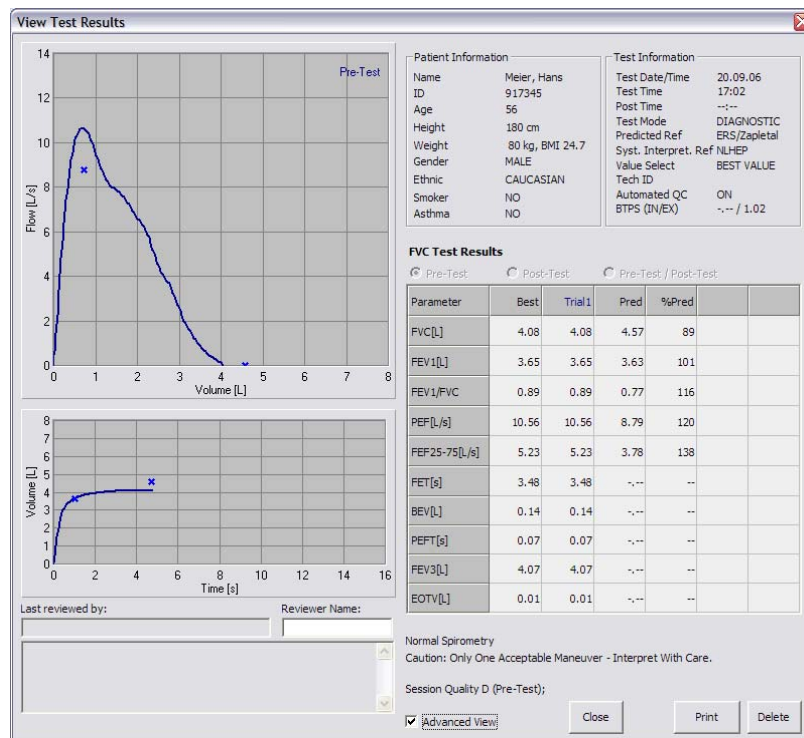 View Test Results
14
12
10
8
6
4
2
0
Flow [L/s]
Pre-Test
0 1 2 3 4 5 6 7 8
Volume [L]
8
7
6
5
4
3
2
1
0
Volume [L]
0 2 4 6 8 10 12 14 16
Time [s]
Last reviewed by:
Reviewer Name:
Patient Information
Name Meier, Hans
ID 917345
Age 56
Height 180 cm
Weight 80 kg, BMI 24.7
Gender MALE
Ethnic CAUCASIAN
Smoker NO
Asthma NO
Test Information
Test Date/Time 20.09.06
Test Time 17:02
Post Time --:--
Test Mode DIAGNOSTIC
Predicted Ref ERS/Zapletal
Syst. Interpret. Ref NLHEP
Value Select BEST VALUE
Tech ID
Automated QC ON
BTPS (IN/EX) -.-- / 1.02
FVC Test Results
Pre-Test Post-Test Pre-Test / Post-Test
Parameter Best Trial1 Pred %Pred
FVC[L] 4.08 4.08 4.57 89
FEV1[L] 3.65 3.65 3.63 101
FEV1/FVC 0.89 0.89 0.77 116
PEF[L/s] 10.56 10.56 8.79 120
FEF25-75[L/s] 5.23 5.23 3.78 138
FET[s] 3.48 3.48 -.-- --
BEV[L] 0.14 0.14 -.-- --
PEFT[s] 0.07 0.07 -.-- --
FEV3[L] 4.07 4.07 -.-- --
EOTV[L] 0.01 0.01 -.-- --
Normal Spirometry
Caution: Only One Acceptable Maneuver - Interpret With Care.
Session Quality D (Pre-Test);
Advanced View
Close
Print
Delete